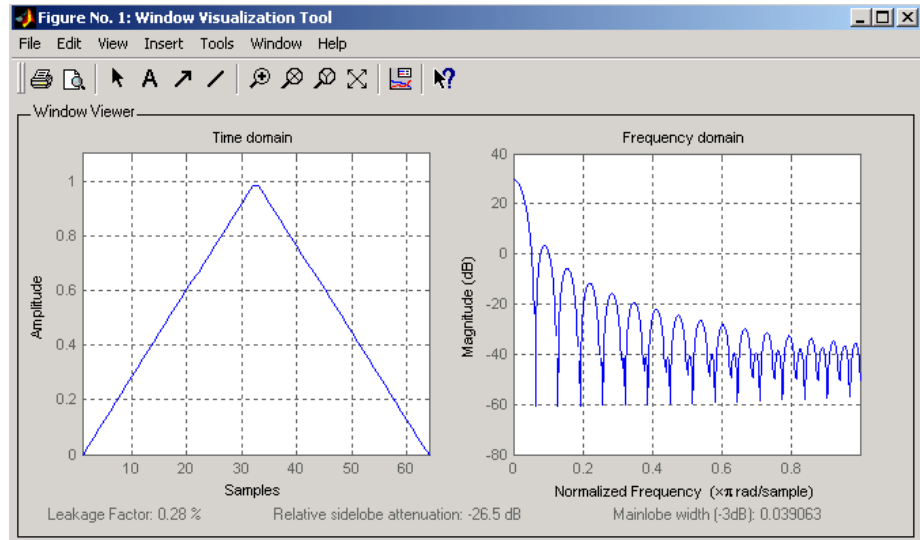 Figure No. 1: Window Visualization Tool
File Edit View Insert Tools Window Help
A
Window Viewer
Time domain
Frequency domain
1
0.8
0.6
0.4
0.2
0
10 20 30 40 50 60
Amplitude
Samples
40
20
0
-20
-40
-60
-80
0 0.2 0.4 0.6 0.8
Magnitude (dB)
Normalized Frequency (×π rad/sample)
Leakage Factor: 0.28 %
Relative sidelobe attenuation: -26.5 dB
Mainlobe width (-3dB): 0.039063